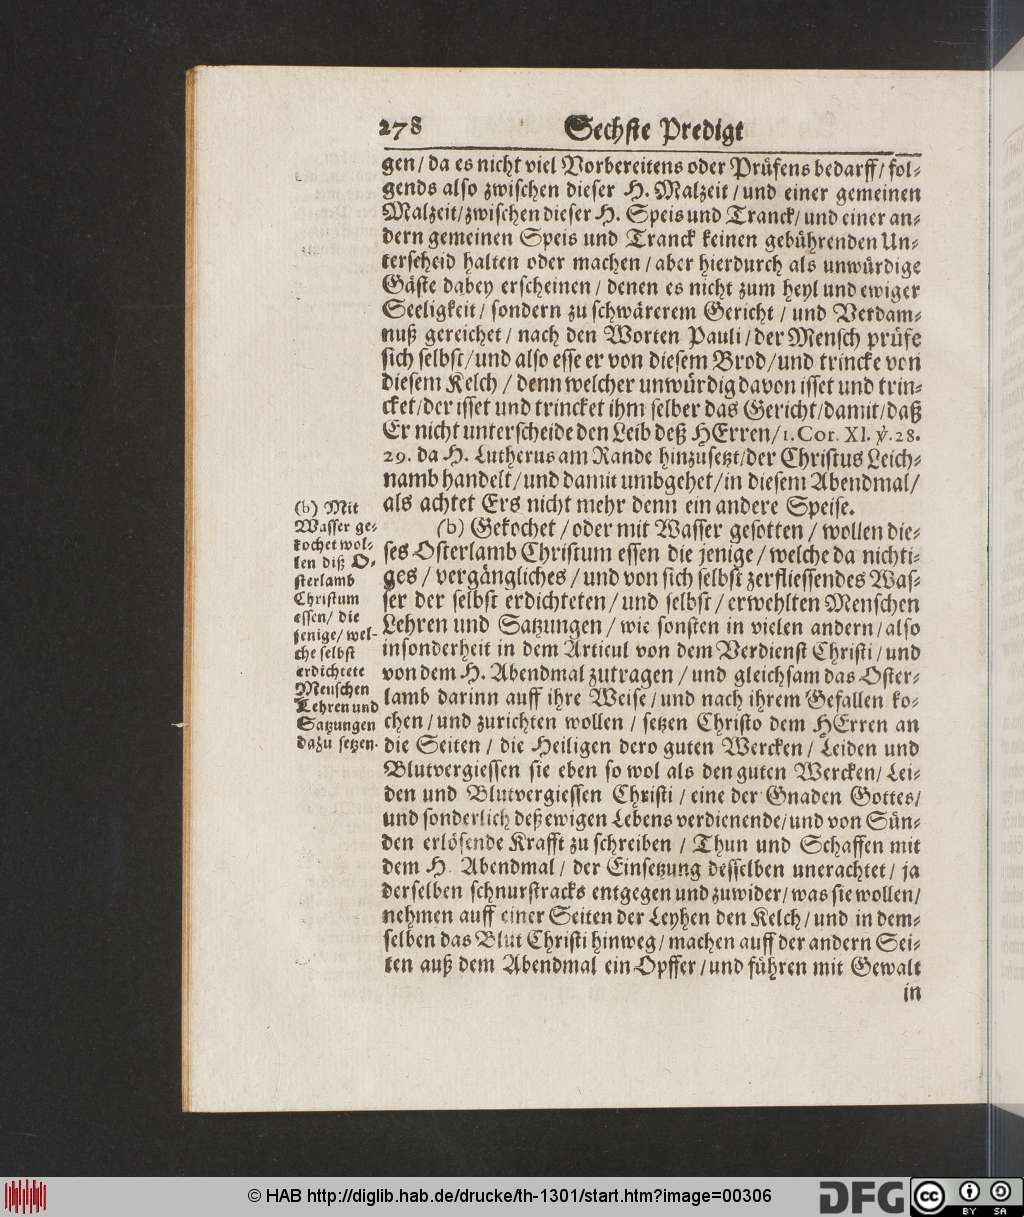 278 Sechste Predigt
gen / da es nicht viel Vorbereitens oder Prüfens bedarff / fol-
gends also zwischen dieser H. Malzeit / und einer gemeinen
Malzeit / zwischen dieser H. Speis und Tranck / und einer an-
dern gemeinen Speis und Tranck keinen gebührenden Un-
terscheid halten oder machen / aber hierdurch als unwürdige
Gäste dabey erscheinen / denen es nicht zum heyl und ewiger
Seeligkeit / sondern zu schwärerem Gericht / und Verdam-
nuß gereichet / nach den Worten Pauli / der Mensch prüfe
sich selbst / und also esse er von diesem Brod / und trincke von
diesem Kelch / denn welcher unwürdig davon isset und trin-
cket / der isset und trincket ihm selber das Gericht / damit / daß
Er nicht unterscheide den Leib deß HErren / 1. Cor. XI. ℣. 28.
29. da H. Lutherus am Rande hinzusetzt / der Christus Leich-
namb handelt / und damit umbgehet / in diesem Abendmal /
als achtet Ers nicht mehr denn ein andere Speise.
(b) Mit
Wasser ge-
kochet wol-
len diß O-
sterlamb
Christum
essen / die
jenige / wel-
che selbst
erdichtete
Menschen
Lehren und
Satzungen
dazu setzen.
(b) Gekochet / oder mit Wasser gesotten / wollen die-
ses Osterlamb Christum essen die jenige / welche da nichti-
ges / vergängliches / und von sich selbst zerfliessendes Was-
ser der selbst erdichteten / und selbst / erwehlten Menschen
Lehren und Satzungen / wie sonsten in vielen andern / also
insonderheit in dem Articul von dem Verdienst Christi / und
von dem H. Abendmal zutragen / und gleichsam das Oster-
lamb darinn auff ihre Weise / und nach ihrem Gefallen ko-
chen / und zurichten wollen / setzen Christo dem HErren an
die Seiten / die Heiligen dero guten Wercken / Leiden und
Blutvergiessen sie eben so wol als den guten Wercken / Lei-
den und Blutvergiessen Christi / eine der Gnaden Gottes /
und sonderlich deß ewigen Lebens verdienende / und von Sün-
den erlösende Krafft zu schreiben / Thun und Schaffen mit
dem H. Abendmal / der Einsetzung desselben unerachtet / ja
derselben schnurstracks entgegen und zuwider / was sie wollen /
nehmen auff einer Seiten der Leyhen den Kelch / und in dem-
selben das Blut Christi hinweg / machen auff der andern Sei-
ten auß dem Abendmal ein Opffer / und führen mit Gewalt
in
© HAB http://diglib.hab.de/drucke/th-1301/start.htm?image=00306
DFG
cc BY SA